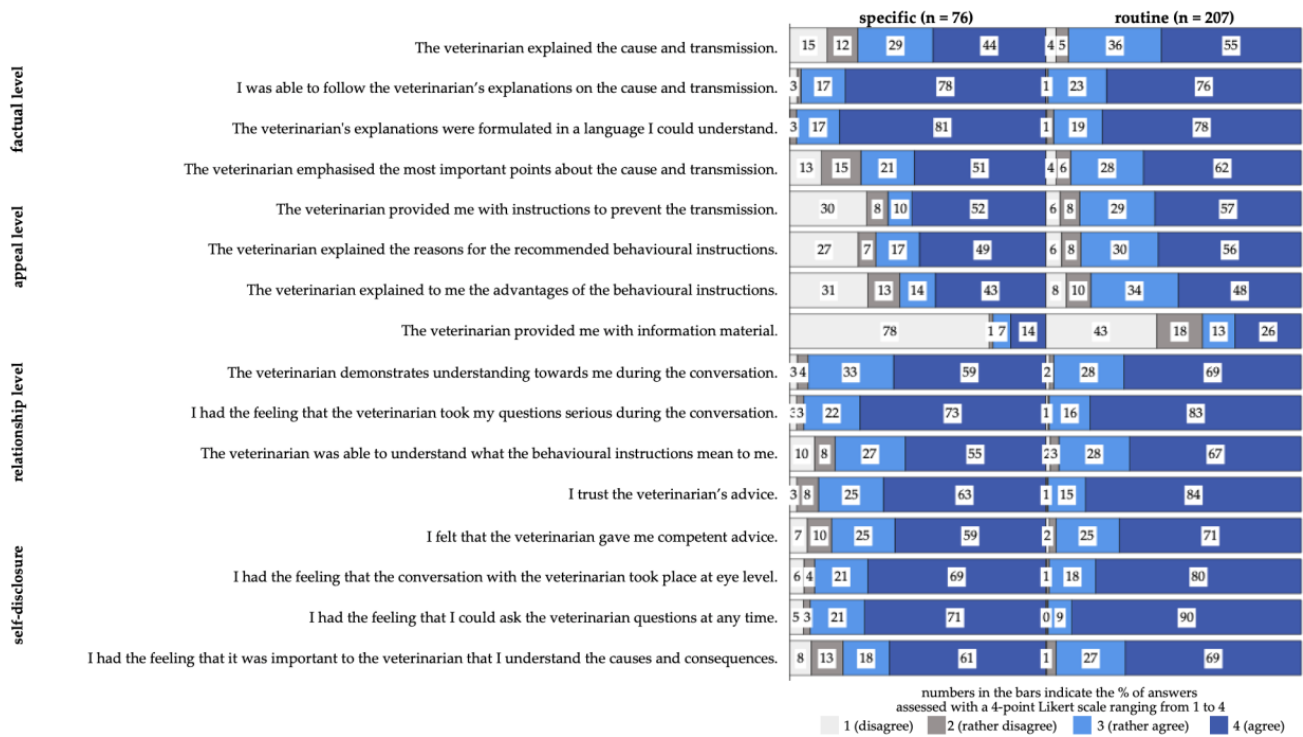 specific (n = 76) routine (n = 207)
factual level
The veterinarian explained the cause and transmission. 15 12 29 44 4 5 36 55
I was able to follow the veterinarian's explanations on the cause and transmission. 3 17 78 1 23 76
The veterinarian's explanations were formulated in a language I could understand. 3 17 81 1 19 78
The veterinarian emphasised the most important points about the cause and transmission. 13 15 21 51 4 6 28 62
appeal level
The veterinarian provided me with instructions to prevent the transmission. 30 8 10 52 6 8 29 57
The veterinarian explained the reasons for the recommended behavioural instructions. 27 7 17 49 6 8 30 56
The veterinarian explained to me the advantages of the behavioural instructions. 31 13 14 43 8 10 34 48
The veterinarian provided me with information material. 78 1 7 14 43 18 13 26
relationship level
The veterinarian demonstrates understanding towards me during the conversation. 3 4 33 59 2 28 69
I had the feeling that the veterinarian took my questions serious during the conversation. 3 22 73 1 16 83
The veterinarian was able to understand what the behavioural instructions mean to me. 10 8 27 55 2 3 28 67
I trust the veterinarian's advice. 3 8 25 63 1 15 84
self-disclosure
I felt that the veterinarian gave me competent advice. 7 10 25 59 2 25 71
I had the feeling that the conversation with the veterinarian took place at eye level. 6 4 21 69 1 18 80
I had the feeling that I could ask the veterinarian questions at any time. 5 3 21 71 0 9 90
I had the feeling that it was important to the veterinarian that I understand the causes and consequences. 8 13 18 61 1 27 69
numbers in the bars indicate the % of answers
assessed with a 4-point Likert scale ranging from 1 to 4
1 (disagree) 2 (rather disagree) 3 (rather agree) 4 (agree)